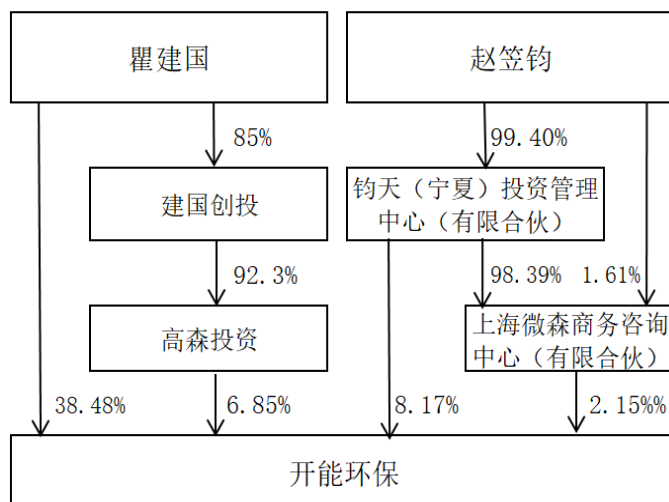 瞿建国
赵笠钧
85%
99.40%
建国创投
钧天（宁夏）投资管理
中心（有限合伙）
92.3%
98.39%
1.61%
高森投资
上海微森商务咨询
中心（有限合伙）
38.48%
6.85%
8.17%
2.15%%
开能环保